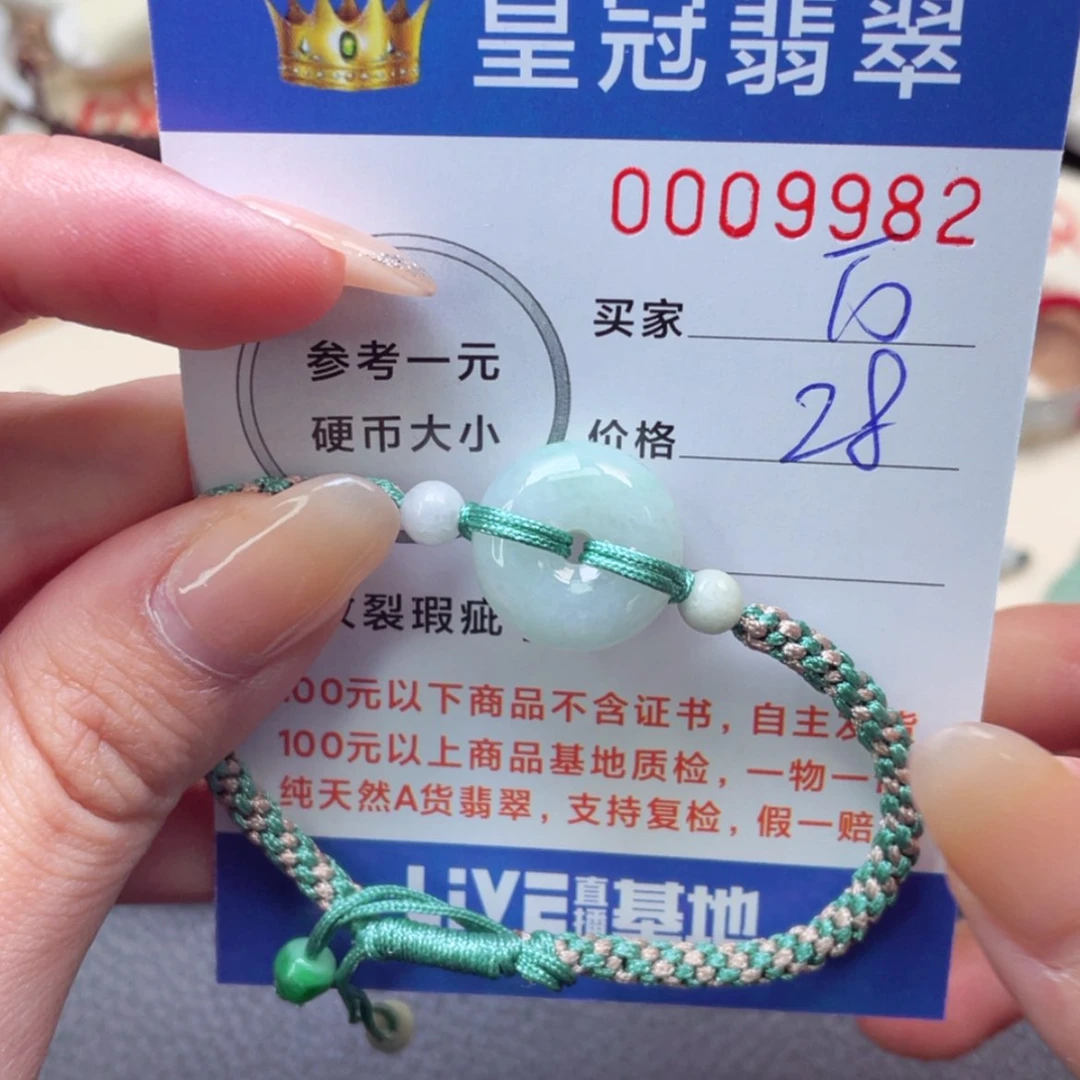 皇冠翡翠
0009982
买家
参考一元
硬币大小
价格 28
裂瑕疵
00元以下商品不含证书，自主发货
100元以上商品基地质检，一物一
纯天然A货翡翠，支持复检，假一赔
LiVE直播基地